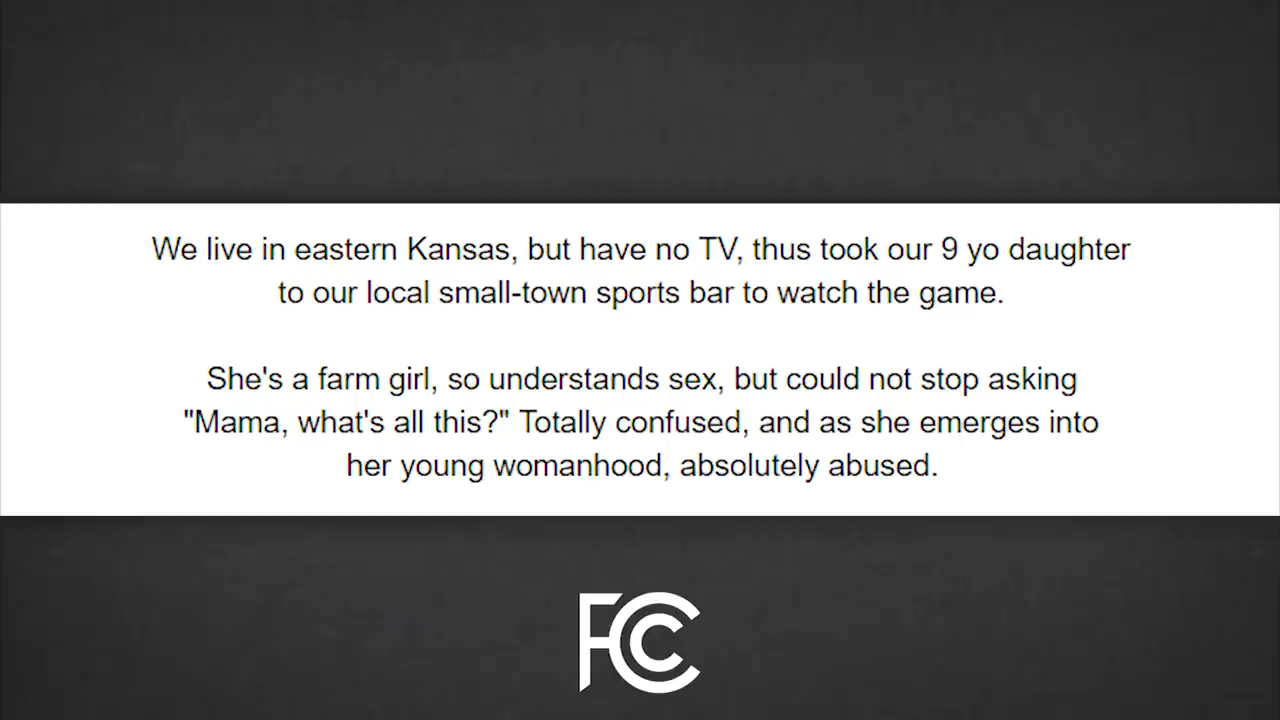 We live in eastern Kansas, but have no TV, thus took our 9 yo daughter
to our local small-town sports bar to watch the game.
She's a farm girl, so understands sex, but could not stop asking
"Mama, what's all this?" Totally confused, and as she emerges into
her young womanhood, absolutely abused.
FCC